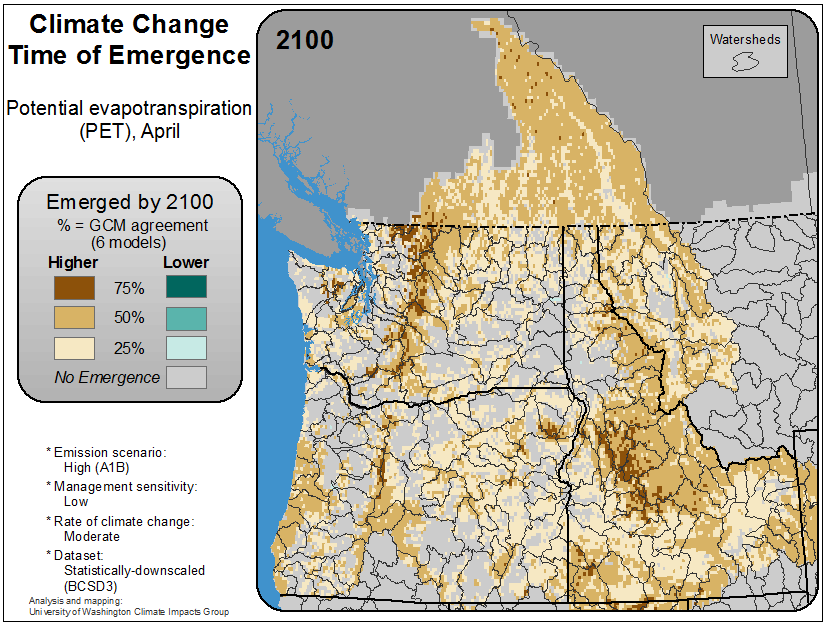 Climate Change
Time of Emergence
Potential evapotranspiration
(PET), April
Emerged by 2100
% = GCM agreement
(6 models)
Higher Lower
75%
50%
25%
No Emergence
* Emission scenario:
High (A1B)
* Management sensitivity:
Low
* Rate of climate change:
Moderate
* Dataset:
Statistically-downscaled
(BCSD3)
Analysis and mapping:
University of Washington Climate Impacts Group
2100
Watersheds